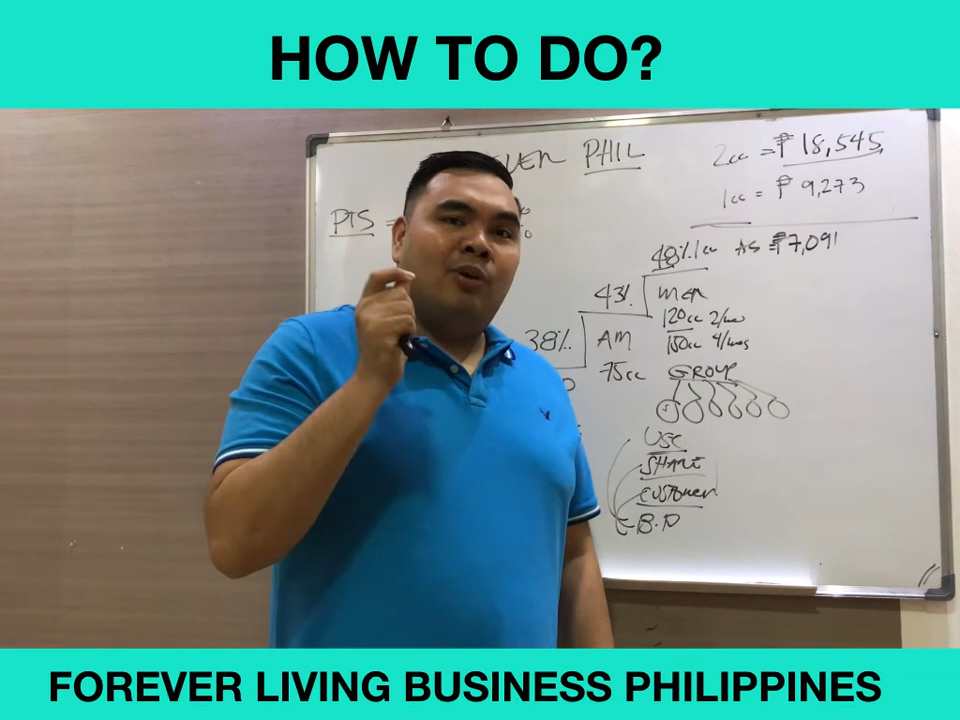 HOW TO DO?
PHIL
2cc = ₱ 18,545
1cc = ₱ 9,273
PTS =
48% 1cc AS ₱7,091
43% MGR
120cc 2/mos
150cc 4/mos
38% AM
75cc GROUP
USE
SHARE
CUSTOMER
B.P
FOREVER LIVING BUSINESS PHILIPPINES